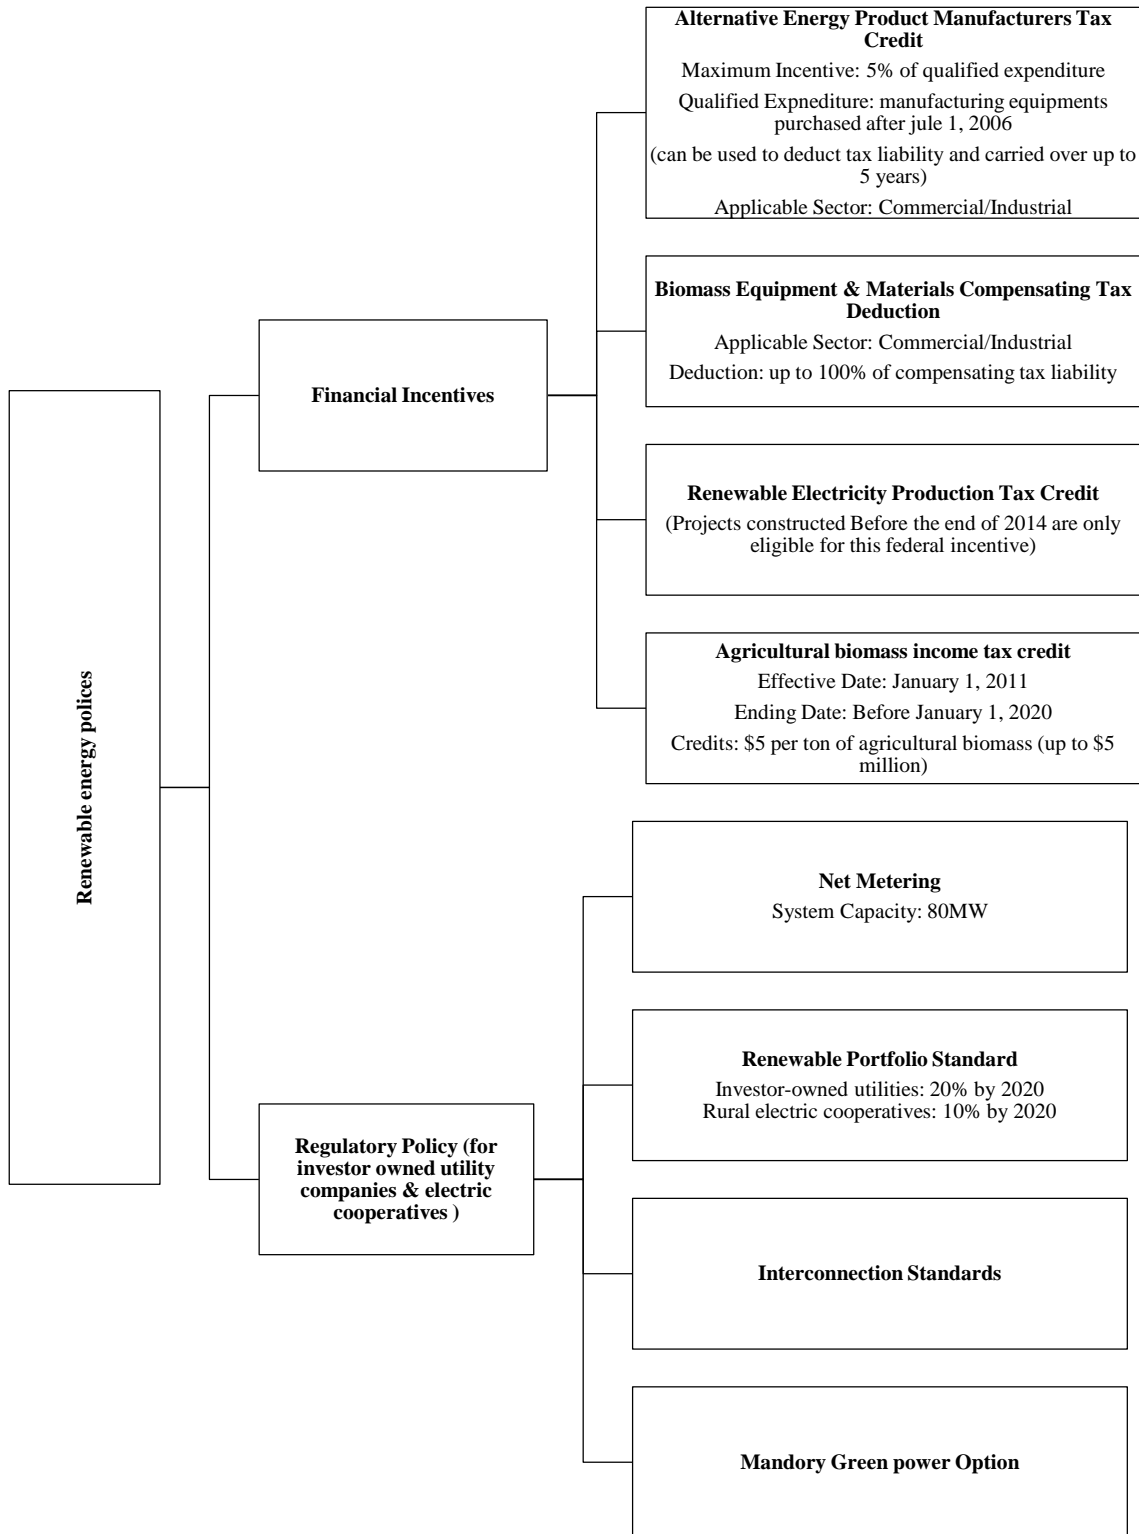 Renewable energy polices
Financial Incentives
Alternative Energy Product Manufacturers Tax
Credit
Maximum Incentive: 5% of qualified expenditure
Qualified Expnediture: manufacturing equipments
purchased after jule 1, 2006
(can be used to deduct tax liability and carried over up to
5 years)
Applicable Sector: Commercial/Industrial
Biomass Equipment & Materials Compensating Tax
Deduction
Applicable Sector: Commercial/Industrial
Deduction: up to 100% of compensating tax liability
Renewable Electricity Production Tax Credit
(Projects constructed Before the end of 2014 are only
eligible for this federal incentive)
Agricultural biomass income tax credit
Effective Date: January 1, 2011
Ending Date: Before January 1, 2020
Credits: $5 per ton of agricultural biomass (up to $5
million)
Regulatory Policy (for
investor owned utility
companies & electric
cooperatives )
Net Metering
System Capacity: 80MW
Renewable Portfolio Standard
Investor-owned utilities: 20% by 2020
Rural electric cooperatives: 10% by 2020
Interconnection Standards
Mandory Green power Option